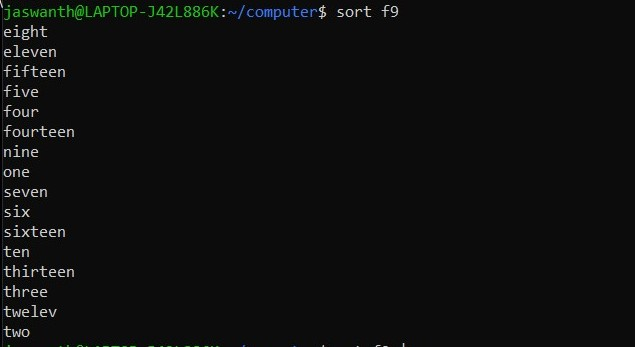 jaswanth@LAPTOP-J42L886K:~/computer$ sort f9
eight
eleven
fifteen
five
four
fourteen
nine
one
seven
six
sixteen
ten
thirteen
three
twelev
two